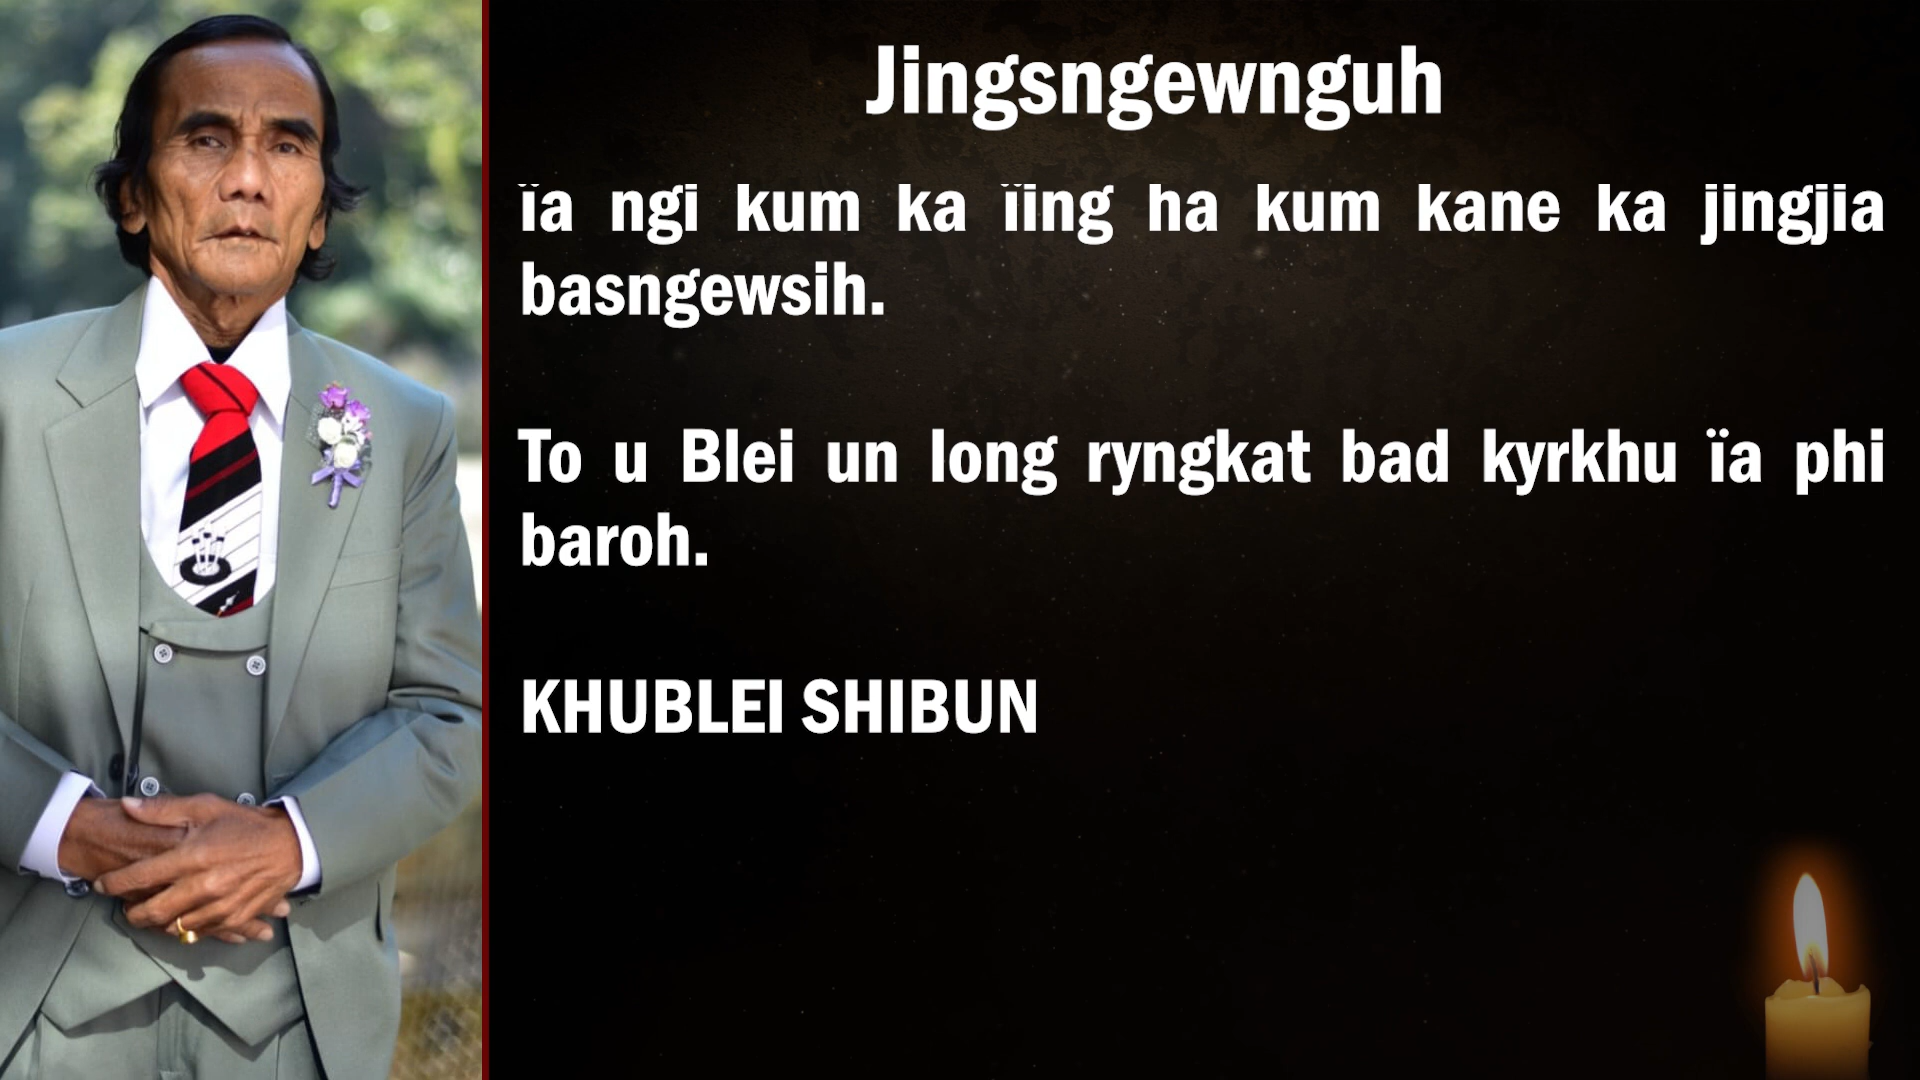 Jingsngewnguh
ïa ngi kum ka ïing ha kum kane ka jingjia
basngewsih.
To u Blei un long ryngkat bad kyrkhu ïa phi
baroh.
KHUBLEI SHIBUN